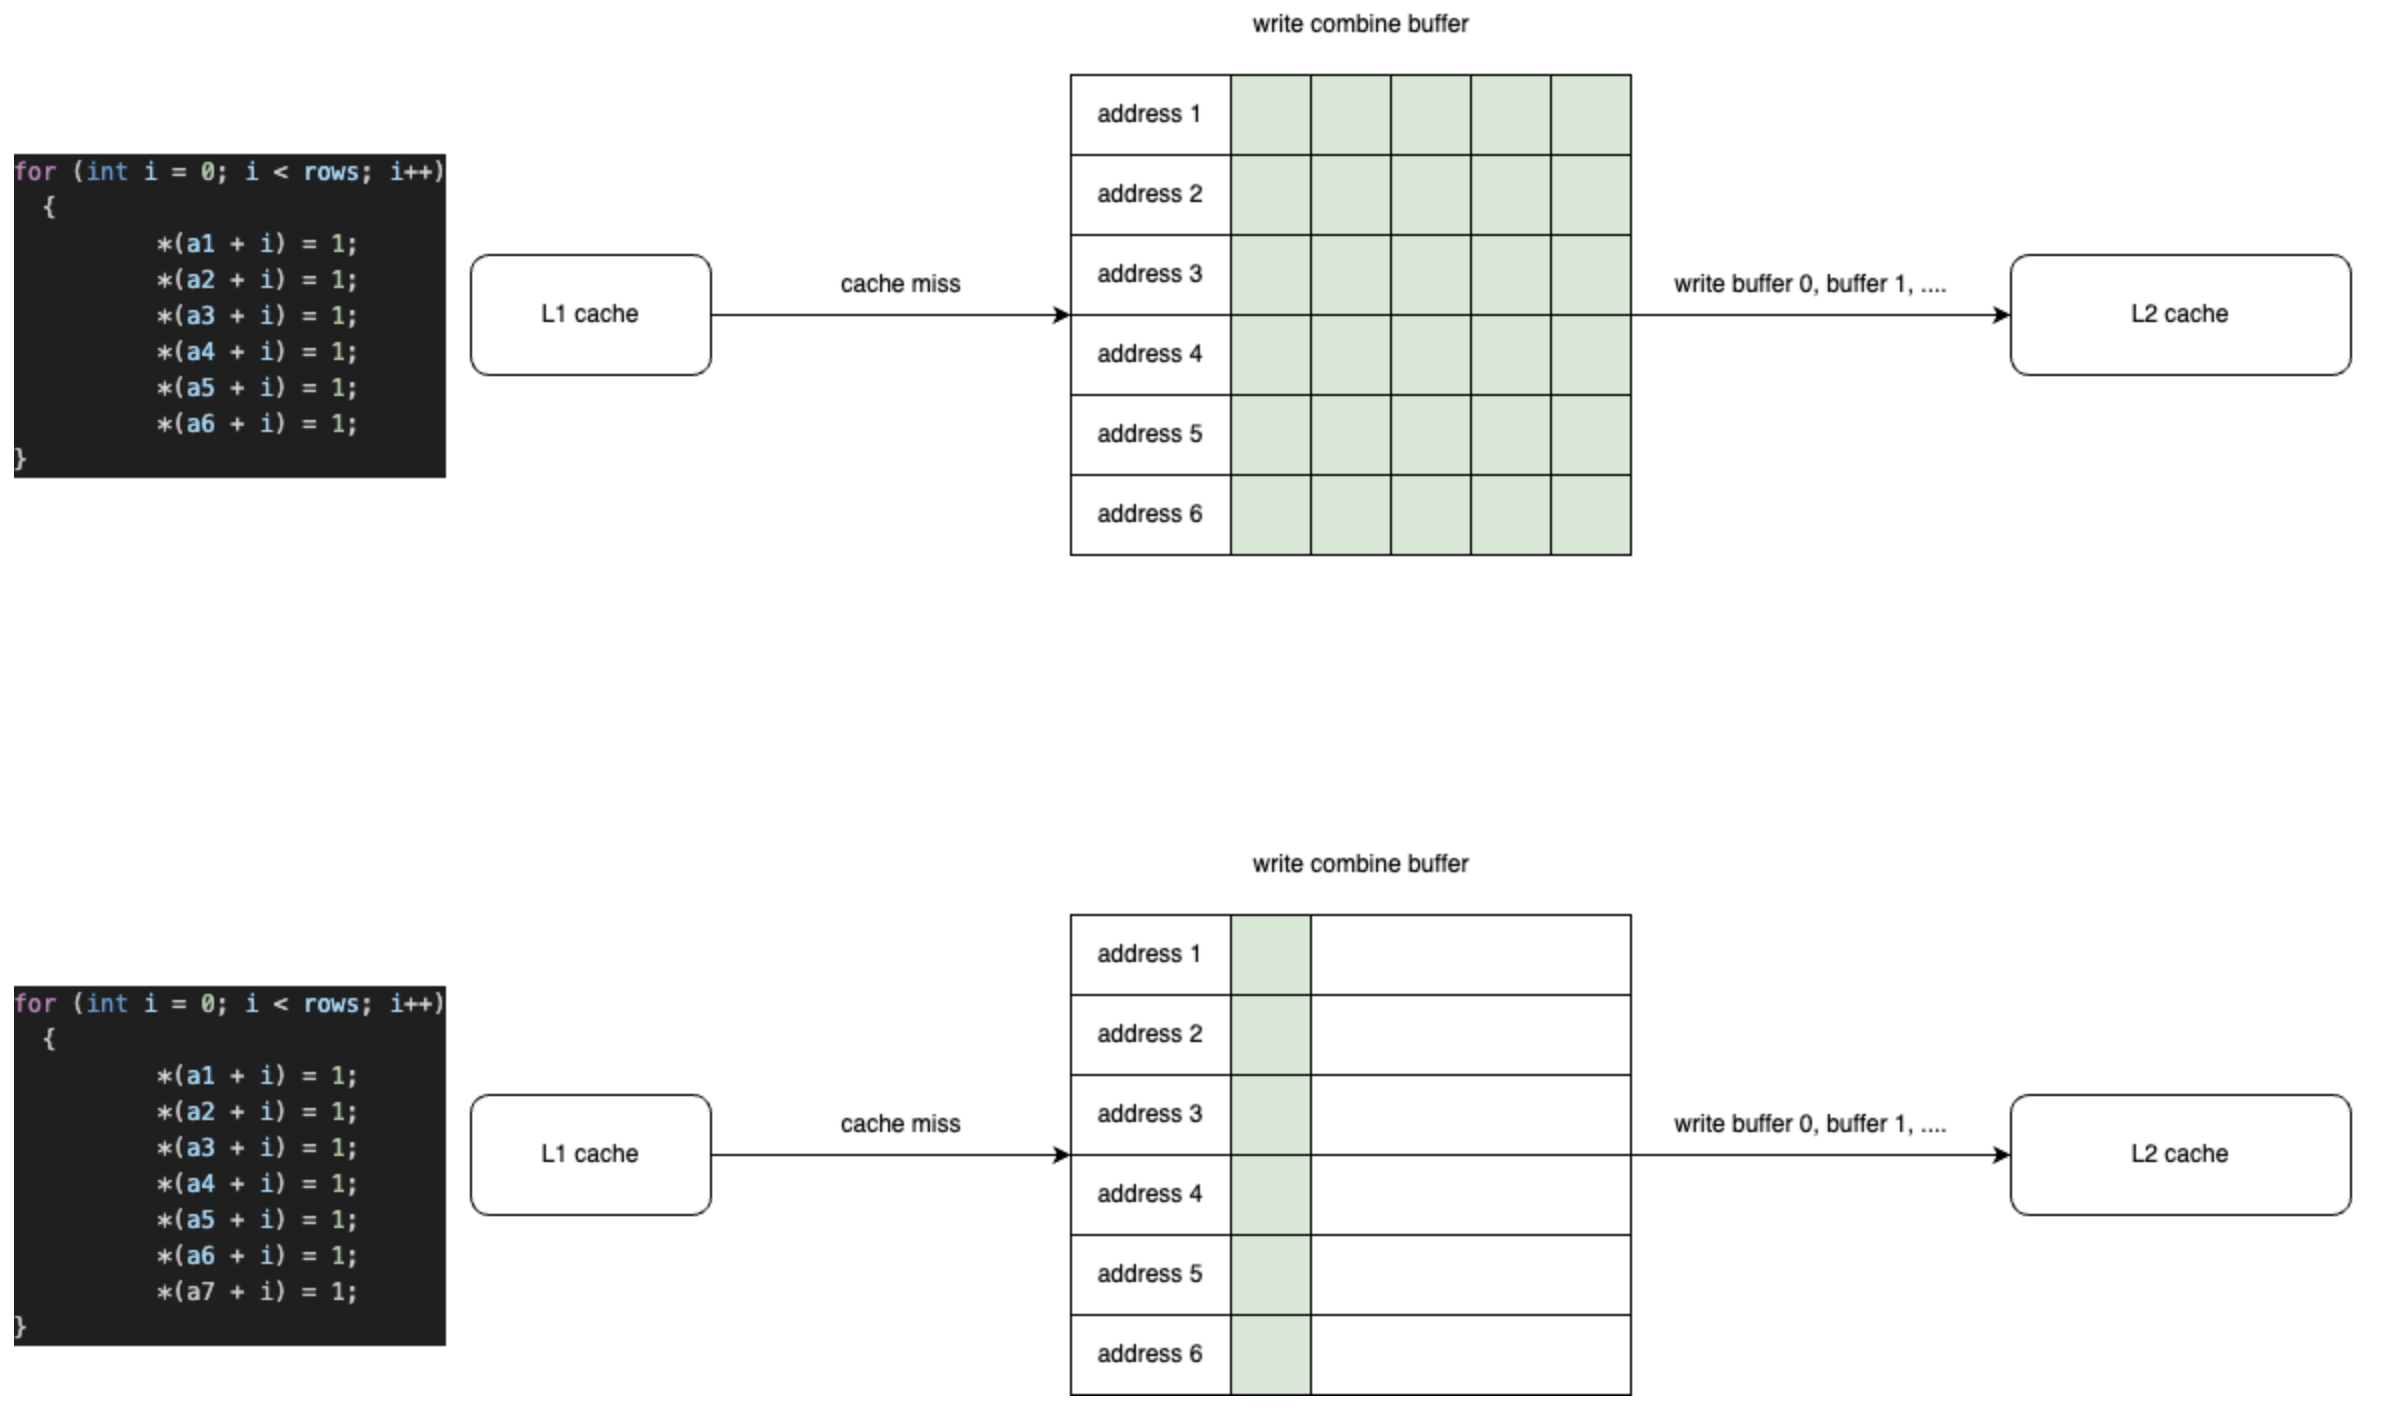 write combine buffer
for (int i = 0; i < rows; i++)
{
*(a1 + i) = 1;
*(a2 + i) = 1;
*(a3 + i) = 1;
*(a4 + i) = 1;
*(a5 + i) = 1;
*(a6 + i) = 1;
}
L1 cache
cache miss
address 1
address 2
address 3
address 4
address 5
address 6
write buffer 0, buffer 1, ....
L2 cache
write combine buffer
for (int i = 0; i < rows; i++)
{
*(a1 + i) = 1;
*(a2 + i) = 1;
*(a3 + i) = 1;
*(a4 + i) = 1;
*(a5 + i) = 1;
*(a6 + i) = 1;
*(a7 + i) = 1;
}
L1 cache
cache miss
address 1
address 2
address 3
address 4
address 5
address 6
write buffer 0, buffer 1, ....
L2 cache